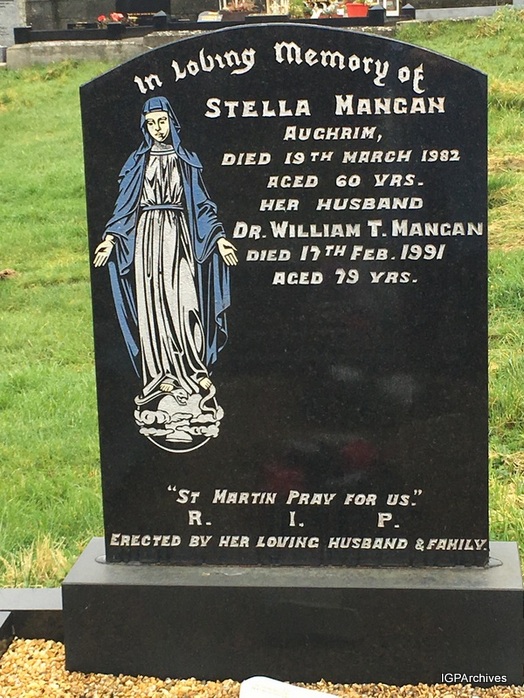 In Loving Memory of
STELLA MANGAN
AUGHRIM,
DIED 19TH MARCH 1982
AGED 60 YRS.
HER HUSBAND
DR. WILLIAM T. MANGAN
DIED 17TH FEB. 1991
AGED 79 YRS.
"ST MARTIN PRAY FOR US."
R. I. P.
ERECTED BY HER LOVING HUSBAND & FAMILY.
IGPArchives